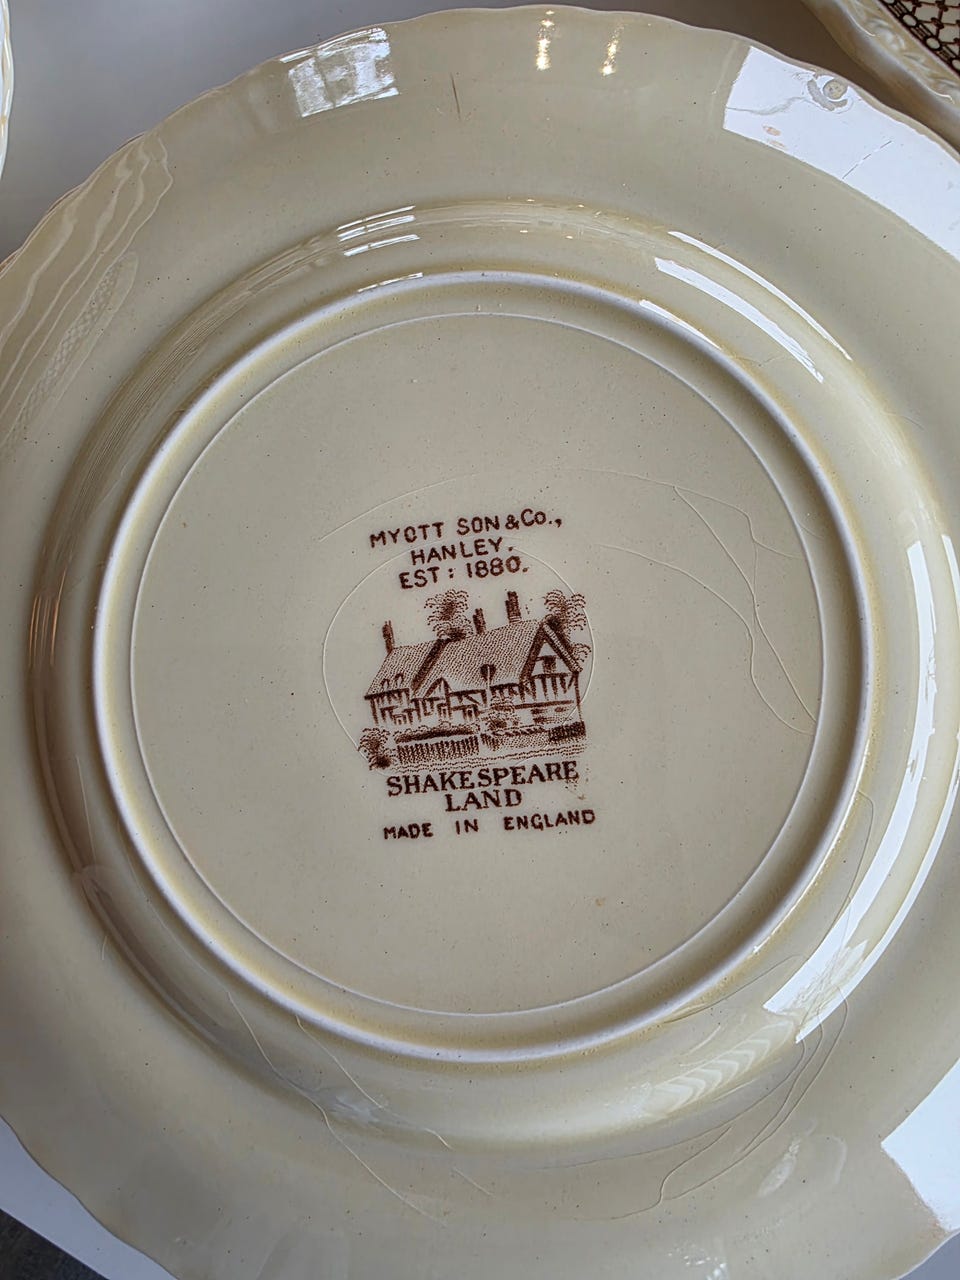 MYOTT SON & Co.,
HANLEY.
EST: 1880.
SHAKESPEARE
LAND
MADE IN ENGLAND